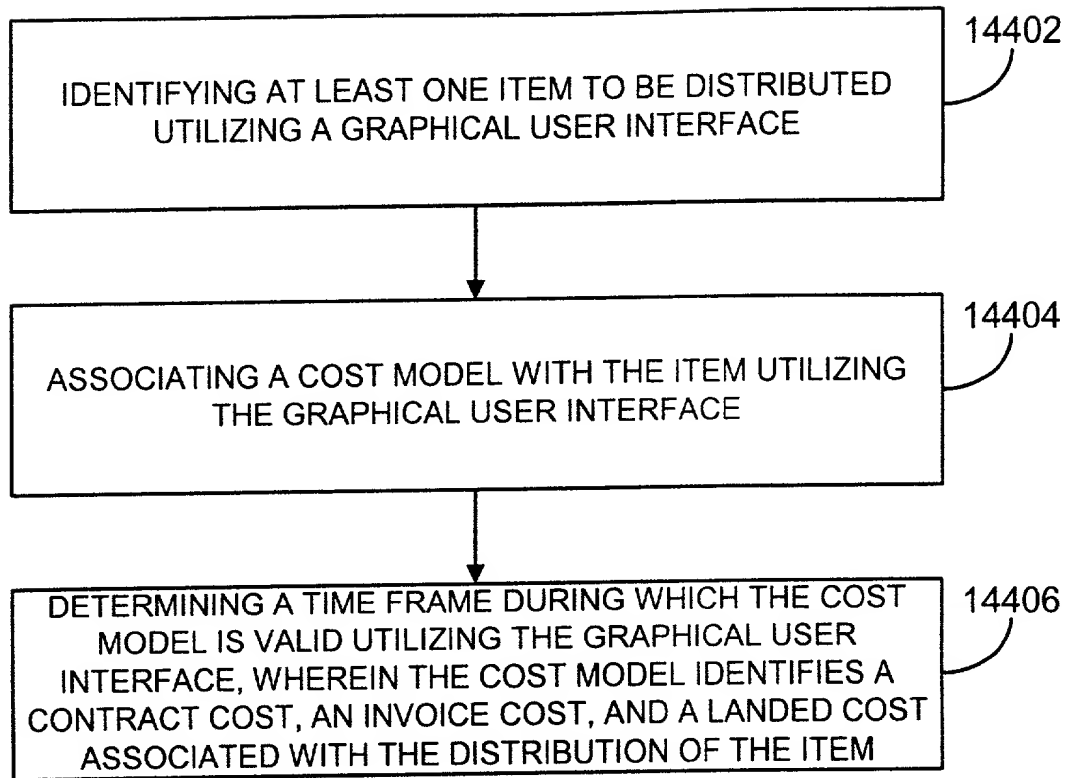 14402
IDENTIFYING AT LEAST ONE ITEM TO BE DISTRIBUTED
UTILIZING A GRAPHICAL USER INTERFACE
14404
ASSOCIATING A COST MODEL WITH THE ITEM UTILIZING
THE GRAPHICAL USER INTERFACE
14406
DETERMINING A TIME FRAME DURING WHICH THE COST
MODEL IS VALID UTILIZING THE GRAPHICAL USER
INTERFACE, WHEREIN THE COST MODEL IDENTIFIES A
CONTRACT COST, AN INVOICE COST, AND A LANDED COST
ASSOCIATED WITH THE DISTRIBUTION OF THE ITEM